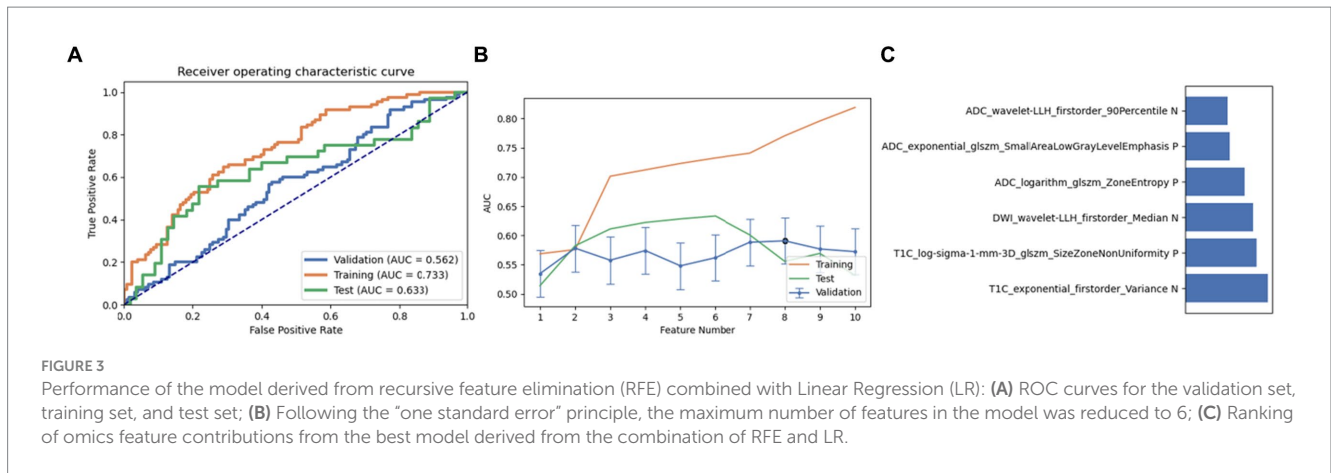 A
Receiver operating characteristic curve
True Positive Rate
1.0
0.8
0.6
0.4
0.2
0.0
0.0 0.2 0.4 0.6 0.8 1.0
False Positive Rate
Validation (AUC = 0.562)
Training (AUC = 0.733)
Test (AUC = 0.633)
B
AUC
0.80
0.75
0.70
0.65
0.60
0.55
0.50
1 2 3 4 5 6 7 8 9 10
Feature Number
Training
Test
Validation
C
ADC_wavelet-LLH_firstorder_90Percentile N
ADC_exponential_glszm_SmallAreaLowGrayLevelEmphasis P
ADC_logarithm_glszm_ZoneEntropy P
DWI_wavelet-LLH_firstorder_Median N
T1C_log-sigma-1-mm-3D_glszm_SizeZoneNonUniformity P
T1C_exponential_firstorder_Variance N
FIGURE 3
Performance of the model derived from recursive feature elimination (RFE) combined with Linear Regression (LR): (A) ROC curves for the validation set,
training set, and test set; (B) Following the “one standard error” principle, the maximum number of features in the model was reduced to 6; (C) Ranking
of omics feature contributions from the best model derived from the combination of RFE and LR.